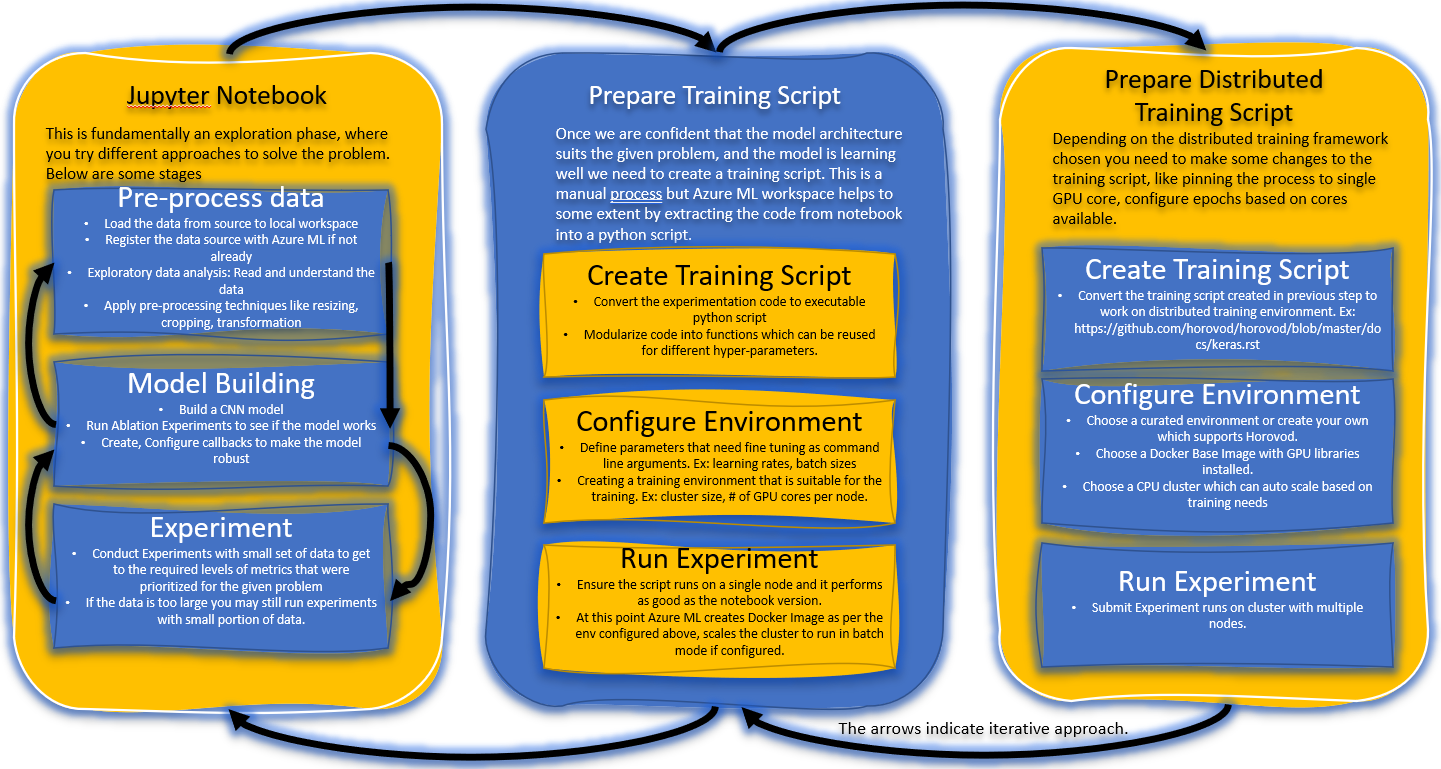 Jupyter Notebook
This is fundamentally an exploration phase, where
you try different approaches to solve the problem.
Below are some stages
Pre-process data
• Load the data from source to local workspace
• Register the data source with Azure ML if not
already
• Exploratory data analysis: Read and understand the
data
• Apply pre-processing techniques like resizing,
cropping, transformation
Model Building
• Build a CNN model
• Run Ablation Experiments to see if the model works
• Create, Configure callbacks to make the model
robust
Experiment
• Conduct Experiments with small set of data to get
to the required levels of metrics that were
prioritized for the given problem
• If the data is too large you may still run experiments
with small portion of data.
Prepare Training Script
Once we are confident that the model architecture
suits the given problem, and the model is learning
well we need to create a training script. This is a
manual process but Azure ML workspace helps to
some extent by extracting the code from notebook
into a python script.
Create Training Script
• Convert the experimentation code to executable
python script
• Modularize code into functions which can be reused
for different hyper-parameters.
Configure Environment
• Define parameters that need fine tuning as command
line arguments. Ex: learning rates, batch sizes
• Creating a training environment that is suitable for the
training. Ex: cluster size, # of GPU cores per node.
Run Experiment
• Ensure the script runs on a single node and it performs
as good as the notebook version.
• At this point Azure ML creates Docker Image as per the
env configured above, scales the cluster to run in batch
mode if configured.
Prepare Distributed
Training Script
Depending on the distributed training framework
chosen you need to make some changes to the
training script, like pinning the process to single
GPU core, configure epochs based on cores
available.
Create Training Script
• Convert the training script created in previous step to
work on distributed training environment. Ex:
https://github.com/horovod/horovod/blob/master/do
cs/keras.rst
Configure Environment
• Choose a curated environment or create your own
which supports Horovod.
• Choose a Docker Base Image with GPU libraries
installed.
• Choose a CPU cluster which can auto scale based on
training needs
Run Experiment
• Submit Experiment runs on cluster with multiple
nodes.
The arrows indicate iterative approach.